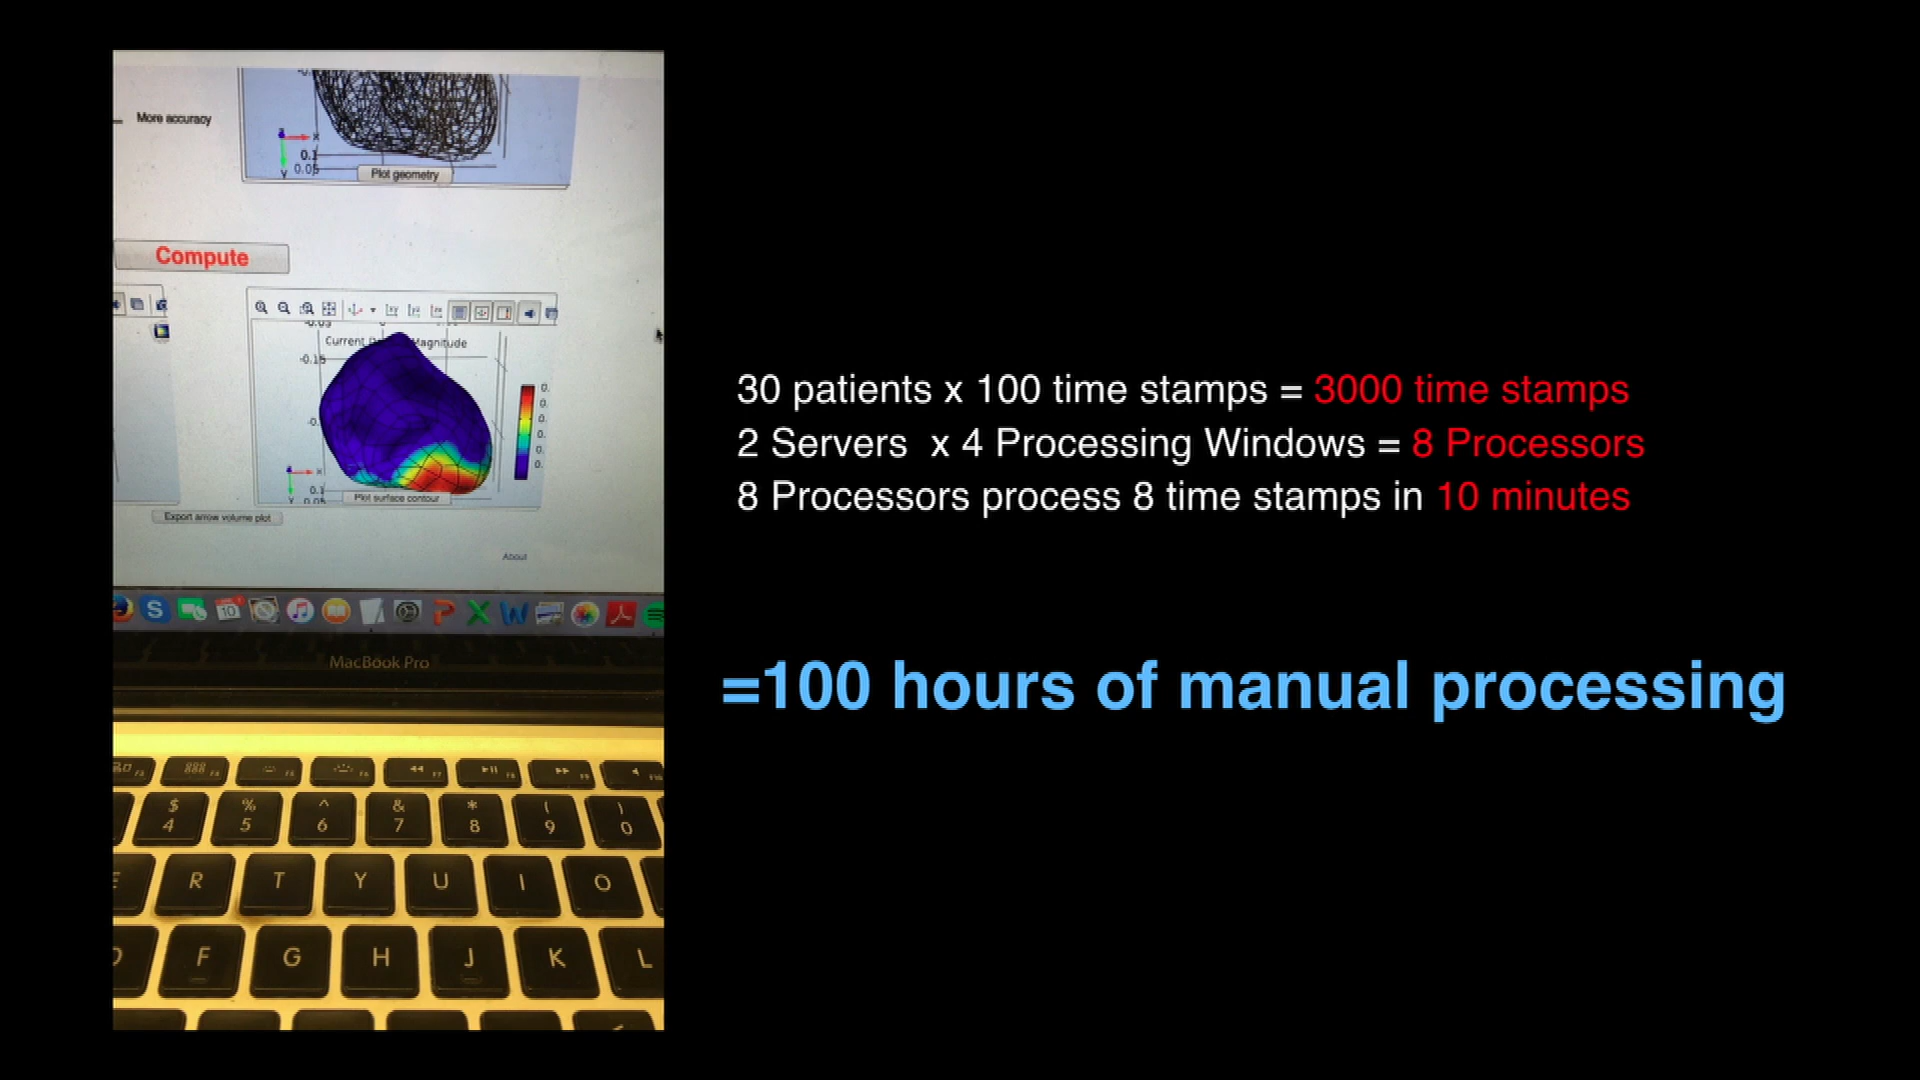 More accuracy
x
0.1
y 0.05
Plot geometry
Compute
-0.15
Magnitude
x
y
0.1
Plot surface contour
Export arrow volume plot
About
10
MacBook Pro
$ % ^ & * ( )
4 5 6 7 8 9 0
E R T Y U I O
D F G H J K L
30 patients x 100 time stamps = 3000 time stamps
2 Servers x 4 Processing Windows = 8 Processors
8 Processors process 8 time stamps in 10 minutes
=100 hours of manual processing